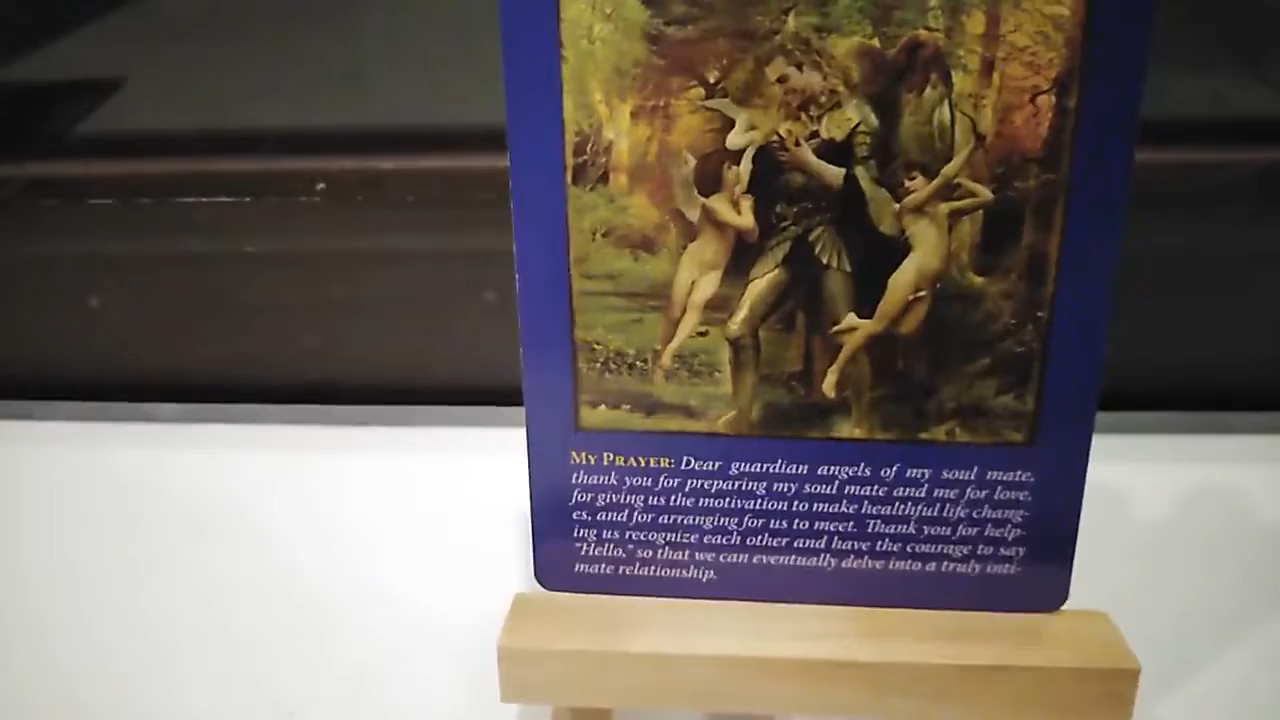 MY PRAYER: Dear guardian angels of my soul mate,
thank you for preparing my soul mate and me for love,
for giving us the motivation to make healthful life chang-
es, and for arranging for us to meet. Thank you for help-
ing us recognize each other and have the courage to say
"Hello," so that we can eventually delve into a truly inti-
mate relationship.